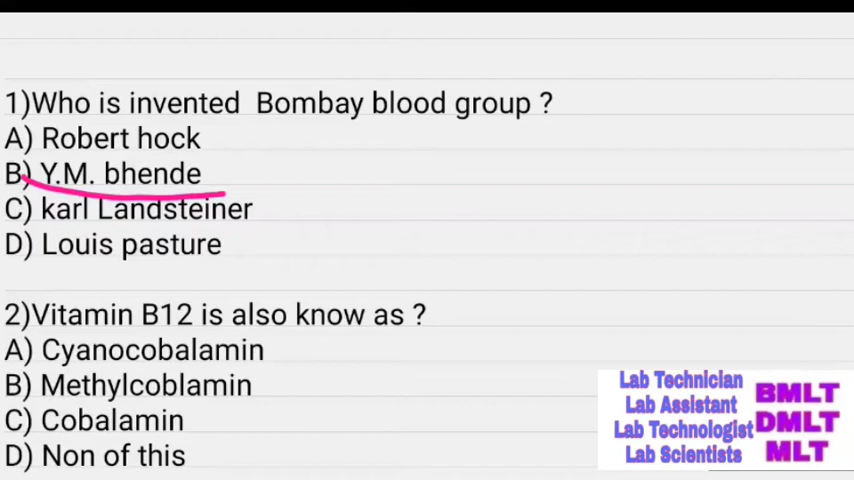 1)Who is invented Bombay blood group ?
A) Robert hock
B) Y.M. bhende
C) karl Landsteiner
D) Louis pasture
2)Vitamin B12 is also know as ?
A) Cyanocobalamin
B) Methylcoblamin
C) Cobalamin
D) Non of this
Lab Technician
Lab Assistant
Lab Technologist
Lab Scientists
BMLT
DMLT
MLT